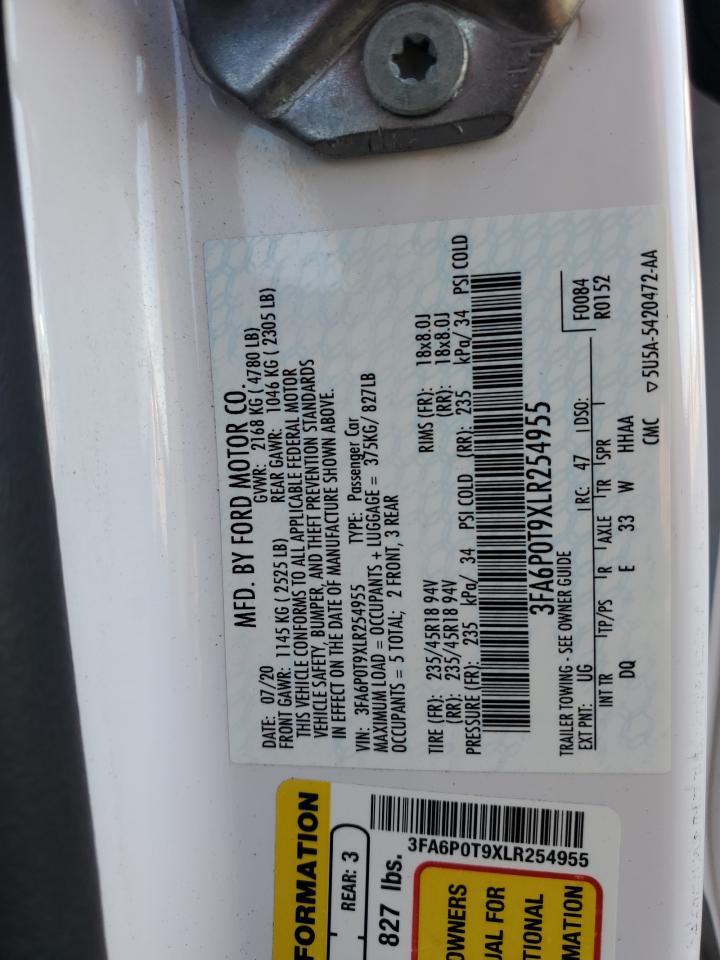 MFD. BY FORD MOTOR CO.
DATE: 07/20 GVWR: 2168 KG ( 4780 LB)
FRONT GAWR: 1145 KG ( 2525 LB) REAR GAWR: 1046 KG ( 2305 LB)
THIS VEHICLE CONFORMS TO ALL APPLICABLE FEDERAL MOTOR
VEHICLE SAFETY, BUMPER, AND THEFT PREVENTION STANDARDS
IN EFFECT ON THE DATE OF MANUFACTURE SHOWN ABOVE.
VIN: 3FA6P0T9XLR254955 TYPE: Passenger Car
MAXIMUM LOAD = OCCUPANTS + LUGGAGE = 375KG/ 827LB
OCCUPANTS = 5 TOTAL; 2 FRONT, 3 REAR
TIRE (FR): 235/45R18 94V RIMS (FR): 18x8.0J
(RR): 235/45R18 94V (RR): 18x8.0J
PRESSURE (FR): 235 kPa/ 34 PSI COLD (RR): 235 kPa/ 34 PSI COLD
3FA6P0T9XLR254955
TRAILER TOWING - SEE OWNER GUIDE F0084
EXT PNT: UG RC: 47 DSO: R0152
INT TR TP/PS R AXLE TR SPR
DQ E 33 W HHAA
CMC ▽5U5A-5420472-AA
FORMATION
REAR: 3
827 lbs.
3FA6P0T9XLR254955
OWNERS
UAL FOR
TIONAL
MATION